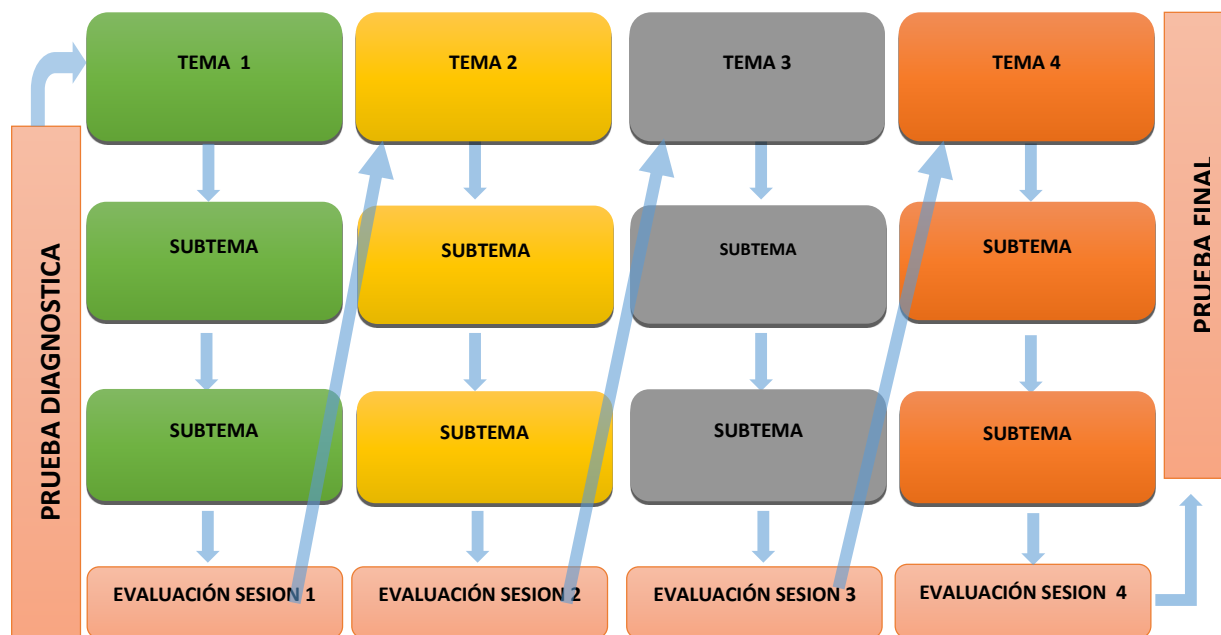 PRUEBA DIAGNOSTICA
TEMA 1
SUBTEMA
SUBTEMA
EVALUACIÓN SESION 1
TEMA 2
SUBTEMA
SUBTEMA
EVALUACIÓN SESION 2
TEMA 3
SUBTEMA
SUBTEMA
EVALUACIÓN SESION 3
TEMA 4
SUBTEMA
SUBTEMA
EVALUACIÓN SESION 4
PRUEBA FINAL